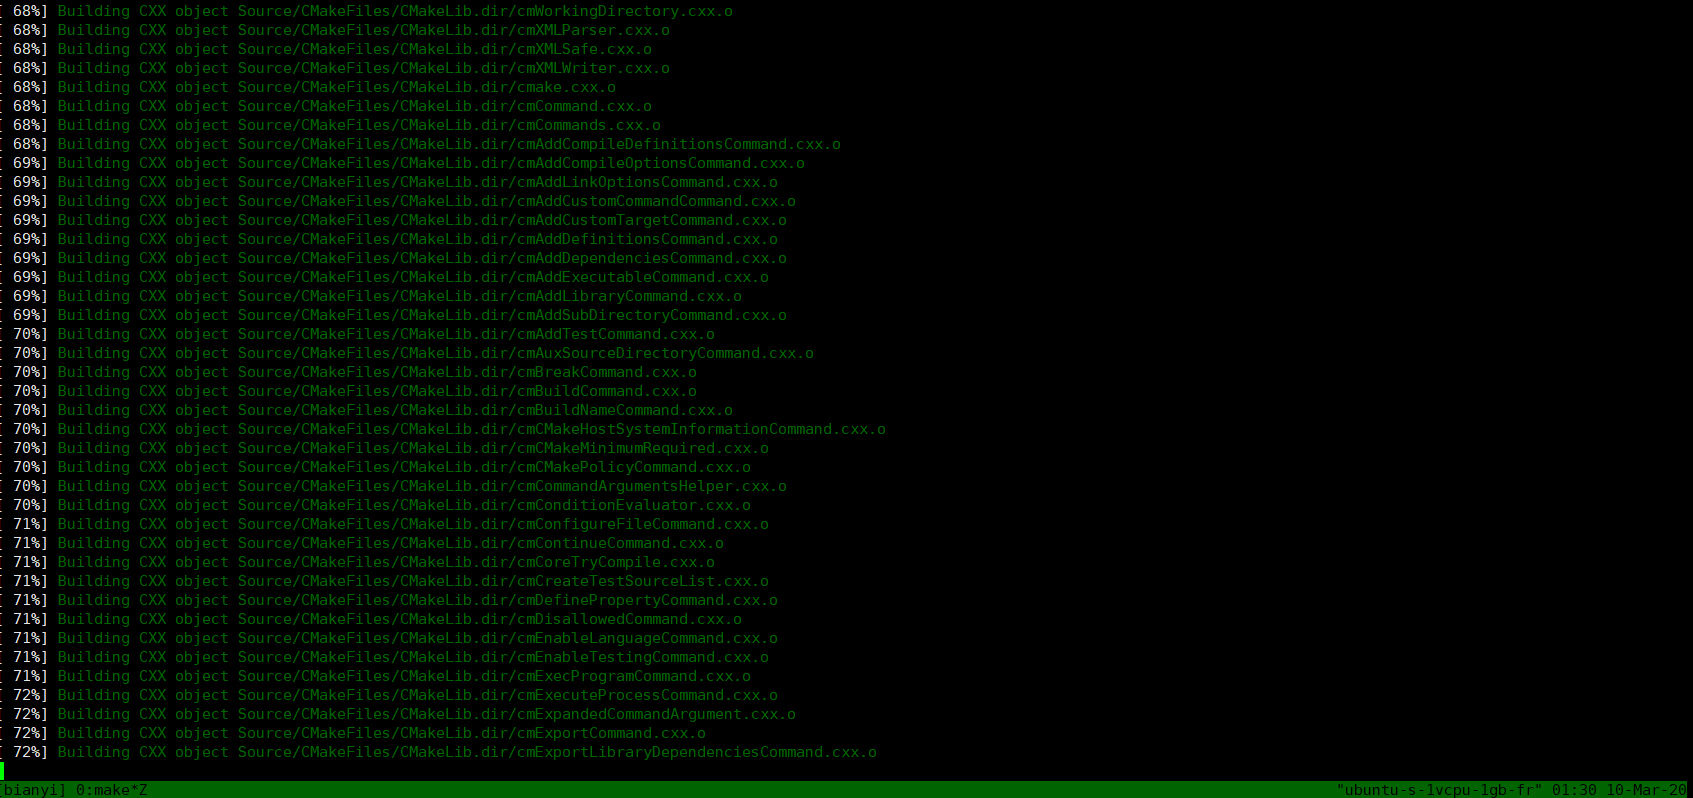 [ 68%] Building CXX object Source/CMakeFiles/CMakeLib.dir/cmWorkingDirectory.cxx.o
[ 68%] Building CXX object Source/CMakeFiles/CMakeLib.dir/cmXMLParser.cxx.o
[ 68%] Building CXX object Source/CMakeFiles/CMakeLib.dir/cmXMLSafe.cxx.o
[ 68%] Building CXX object Source/CMakeFiles/CMakeLib.dir/cmXMLWriter.cxx.o
[ 68%] Building CXX object Source/CMakeFiles/CMakeLib.dir/cmake.cxx.o
[ 68%] Building CXX object Source/CMakeFiles/CMakeLib.dir/cmCommand.cxx.o
[ 68%] Building CXX object Source/CMakeFiles/CMakeLib.dir/cmCommands.cxx.o
[ 68%] Building CXX object Source/CMakeFiles/CMakeLib.dir/cmAddCompileDefinitionsCommand.cxx.o
[ 69%] Building CXX object Source/CMakeFiles/CMakeLib.dir/cmAddCompileOptionsCommand.cxx.o
[ 69%] Building CXX object Source/CMakeFiles/CMakeLib.dir/cmAddLinkOptionsCommand.cxx.o
[ 69%] Building CXX object Source/CMakeFiles/CMakeLib.dir/cmAddCustomCommandCommand.cxx.o
[ 69%] Building CXX object Source/CMakeFiles/CMakeLib.dir/cmAddCustomTargetCommand.cxx.o
[ 69%] Building CXX object Source/CMakeFiles/CMakeLib.dir/cmAddDefinitionsCommand.cxx.o
[ 69%] Building CXX object Source/CMakeFiles/CMakeLib.dir/cmAddDependenciesCommand.cxx.o
[ 69%] Building CXX object Source/CMakeFiles/CMakeLib.dir/cmAddExecutableCommand.cxx.o
[ 69%] Building CXX object Source/CMakeFiles/CMakeLib.dir/cmAddLibraryCommand.cxx.o
[ 69%] Building CXX object Source/CMakeFiles/CMakeLib.dir/cmAddSubDirectoryCommand.cxx.o
[ 70%] Building CXX object Source/CMakeFiles/CMakeLib.dir/cmAddTestCommand.cxx.o
[ 70%] Building CXX object Source/CMakeFiles/CMakeLib.dir/cmAuxSourceDirectoryCommand.cxx.o
[ 70%] Building CXX object Source/CMakeFiles/CMakeLib.dir/cmBreakCommand.cxx.o
[ 70%] Building CXX object Source/CMakeFiles/CMakeLib.dir/cmBuildCommand.cxx.o
[ 70%] Building CXX object Source/CMakeFiles/CMakeLib.dir/cmBuildNameCommand.cxx.o
[ 70%] Building CXX object Source/CMakeFiles/CMakeLib.dir/cmCMakeHostSystemInformationCommand.cxx.o
[ 70%] Building CXX object Source/CMakeFiles/CMakeLib.dir/cmCMakeMinimumRequired.cxx.o
[ 70%] Building CXX object Source/CMakeFiles/CMakeLib.dir/cmCMakePolicyCommand.cxx.o
[ 70%] Building CXX object Source/CMakeFiles/CMakeLib.dir/cmCommandArgumentsHelper.cxx.o
[ 70%] Building CXX object Source/CMakeFiles/CMakeLib.dir/cmConditionEvaluator.cxx.o
[ 71%] Building CXX object Source/CMakeFiles/CMakeLib.dir/cmConfigureFileCommand.cxx.o
[ 71%] Building CXX object Source/CMakeFiles/CMakeLib.dir/cmContinueCommand.cxx.o
[ 71%] Building CXX object Source/CMakeFiles/CMakeLib.dir/cmCoreTryCompile.cxx.o
[ 71%] Building CXX object Source/CMakeFiles/CMakeLib.dir/cmCreateTestSourceList.cxx.o
[ 71%] Building CXX object Source/CMakeFiles/CMakeLib.dir/cmDefinePropertyCommand.cxx.o
[ 71%] Building CXX object Source/CMakeFiles/CMakeLib.dir/cmDisallowedCommand.cxx.o
[ 71%] Building CXX object Source/CMakeFiles/CMakeLib.dir/cmEnableLanguageCommand.cxx.o
[ 71%] Building CXX object Source/CMakeFiles/CMakeLib.dir/cmEnableTestingCommand.cxx.o
[ 71%] Building CXX object Source/CMakeFiles/CMakeLib.dir/cmExecProgramCommand.cxx.o
[ 72%] Building CXX object Source/CMakeFiles/CMakeLib.dir/cmExecuteProcessCommand.cxx.o
[ 72%] Building CXX object Source/CMakeFiles/CMakeLib.dir/cmExpandedCommandArgument.cxx.o
[ 72%] Building CXX object Source/CMakeFiles/CMakeLib.dir/cmExportCommand.cxx.o
[ 72%] Building CXX object Source/CMakeFiles/CMakeLib.dir/cmExportLibraryDependenciesCommand.cxx.o
[bianyi] 0:make*Z "ubuntu-s-1vcpu-1gb-fr" 01:30 10-Mar-20